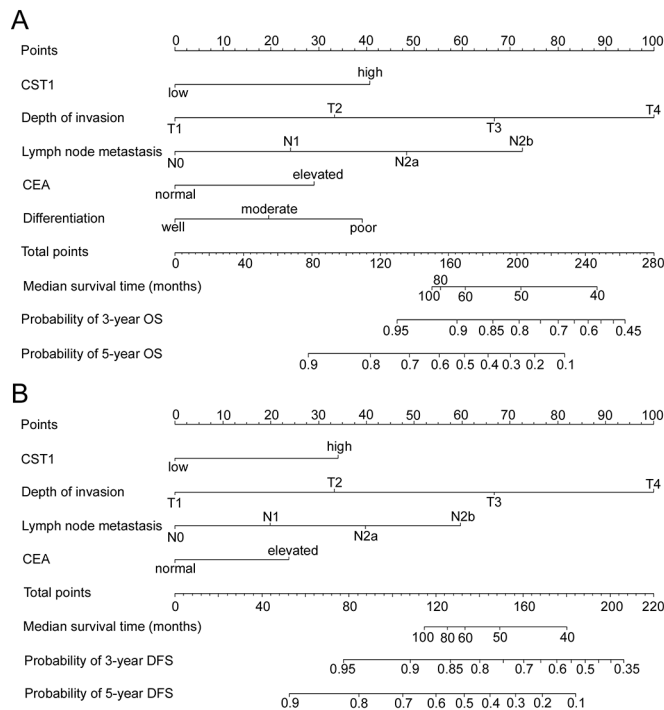 A
Points 0 10 20 30 40 50 60 70 80 90 100
high
CST1
low
T2 T4
Depth of invasion
T1 T3
N1 N2b
Lymph node metastasis
N0 N2a
elevated
CEA
normal
moderate
Differentiation
well poor
Total points
0 40 80 120 160 200 240 280
80
Median survival time (months)
100 60 50 40
Probability of 3-year OS
0.95 0.9 0.85 0.8 0.7 0.6 0.45
Probability of 5-year OS
0.9 0.8 0.7 0.6 0.5 0.4 0.3 0.2 0.1
B
0 10 20 30 40 50 60 70 80 90 100
Points
high
CST1
low
T2 T4
Depth of invasion
T1 T3
N1 N2b
Lymph node metastasis
N0 N2a
elevated
CEA
normal
Total points
0 40 80 120 160 200 220
Median survival time (months)
100 80 60 50 40
Probability of 3-year DFS
0.95 0.9 0.85 0.8 0.7 0.6 0.5 0.35
Probability of 5-year DFS
0.9 0.8 0.7 0.6 0.5 0.4 0.3 0.2 0.1